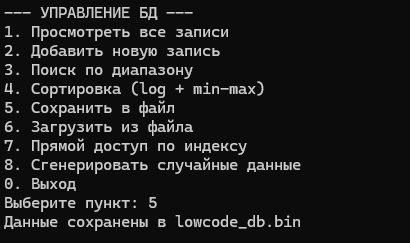 --- УПРАВЛЕНИЕ БД ---
1. Просмотреть все записи
2. Добавить новую запись
3. Поиск по диапазону
4. Сортировка (log + min-max)
5. Сохранить в файл
6. Загрузить из файла
7. Прямой доступ по индексу
8. Сгенерировать случайные данные
0. Выход
Выберите пункт: 5
Данные сохранены в lowcode_db.bin